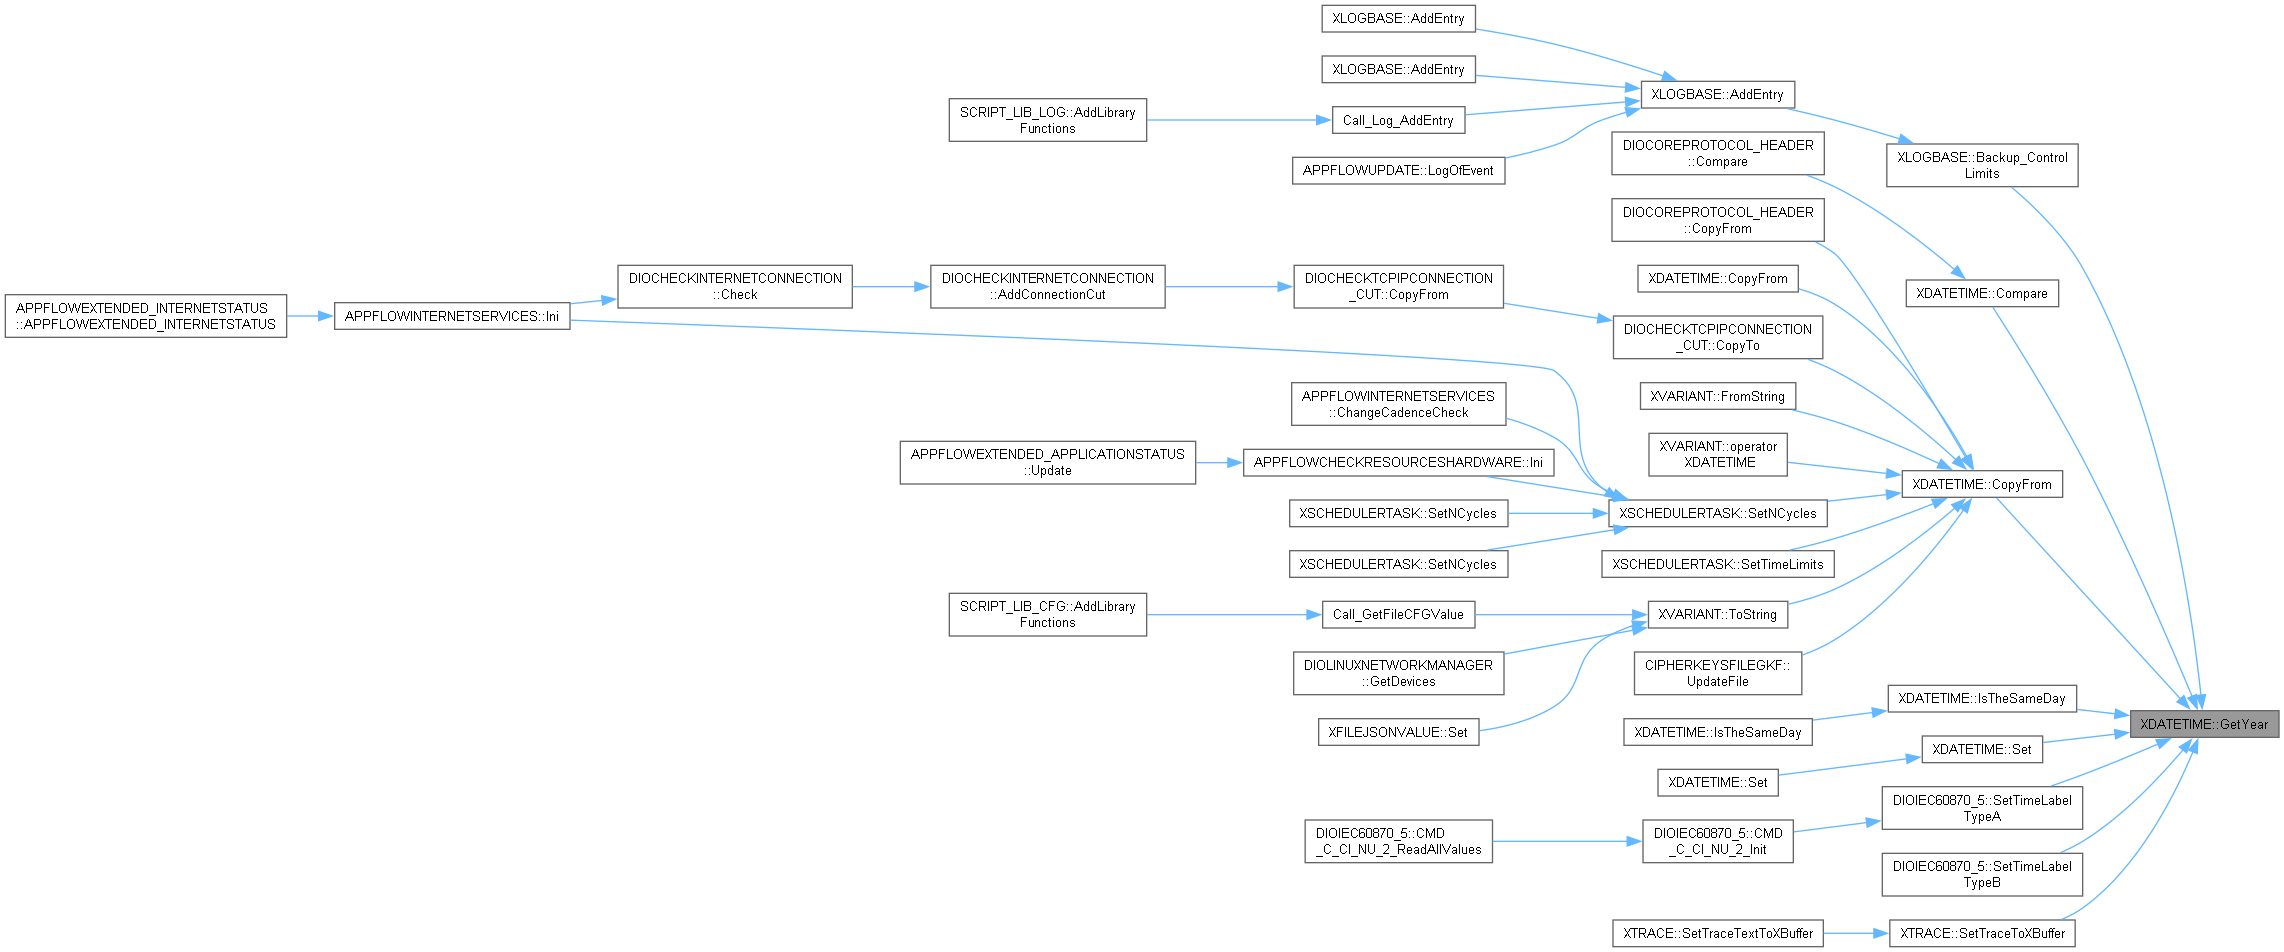 XLOGBASE::AddEntry
XLOGBASE::AddEntry
XLOGBASE::AddEntry
SCRIPT_LIB_LOG::AddLibrary
Functions
Call_Log_AddEntry
APPFLOWUPDATE::LogOfEvent
DIOCOREPROTOCOL_HEADER
::Compare
XLOGBASE::Backup_Control
Limits
DIOCOREPROTOCOL_HEADER
::CopyFrom
XDATETIME::CopyFrom
XDATETIME::Compare
DIOCHECKINTERNETCONNECTION
::Check
DIOCHECKINTERNETCONNECTION
::AddConnectionCut
DIOCHECKTCPIPCONNECTION
_CUT::CopyFrom
APPFLOWEXTENDED_INTERNETSTATUS
::APPFLOWEXTENDED_INTERNETSTATUS
APPFLOWINTERNETSERVICES::Ini
DIOCHECKTCPIPCONNECTION
_CUT::CopyTo
APPFLOWINTERNETSERVICES
::ChangeCadenceCheck
XVARIANT::FromString
XVARIANT::operator
XDATETIME
APPFLOWEXTENDED_APPLICATIONSTATUS
::Update
APPFLOWCHECKRESOURCESHARDWARE::Ini
XDATETIME::CopyFrom
XSCHEDULERTASK::SetNCycles
XSCHEDULERTASK::SetNCycles
XSCHEDULERTASK::SetNCycles
XSCHEDULERTASK::SetTimeLimits
SCRIPT_LIB_CFG::AddLibrary
Functions
Call_GetFileCFGValue
XVARIANT::ToString
DIOLINUXNETWORKMANAGER
::GetDevices
CIPHERKEYSFILEGKF::
UpdateFile
XFILEJSONVALUE::Set
XDATETIME::IsTheSameDay
XDATETIME::IsTheSameDay
XDATETIME::GetYear
XDATETIME::Set
XDATETIME::Set
DIOIEC60870_5::SetTimeLabel
TypeA
DIOIEC60870_5::CMD
_C_CI_NU_2_ReadAllValues
DIOIEC60870_5::CMD
_C_CI_NU_2_Init
DIOIEC60870_5::SetTimeLabel
TypeB
XTRACE::SetTraceTextToXBuffer
XTRACE::SetTraceToXBuffer